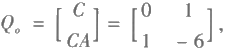 Q_o = [ C
CA ] = [ 0 1
1 -6 ],